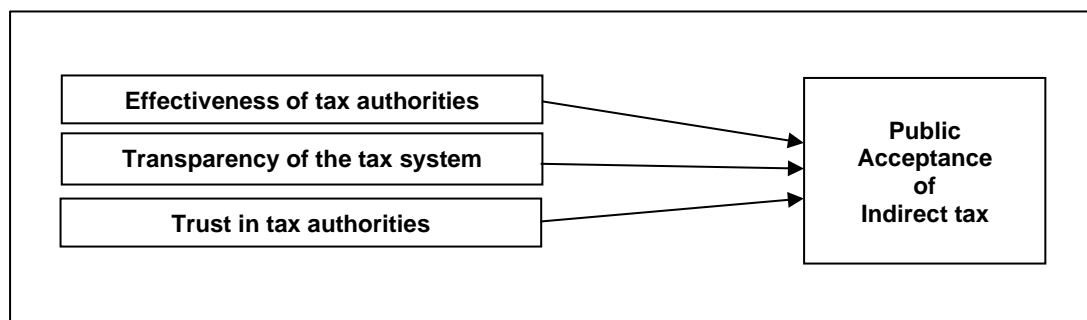 Effectiveness of tax authorities
Transparency of the tax system
Trust in tax authorities
Public
Acceptance
of
Indirect tax